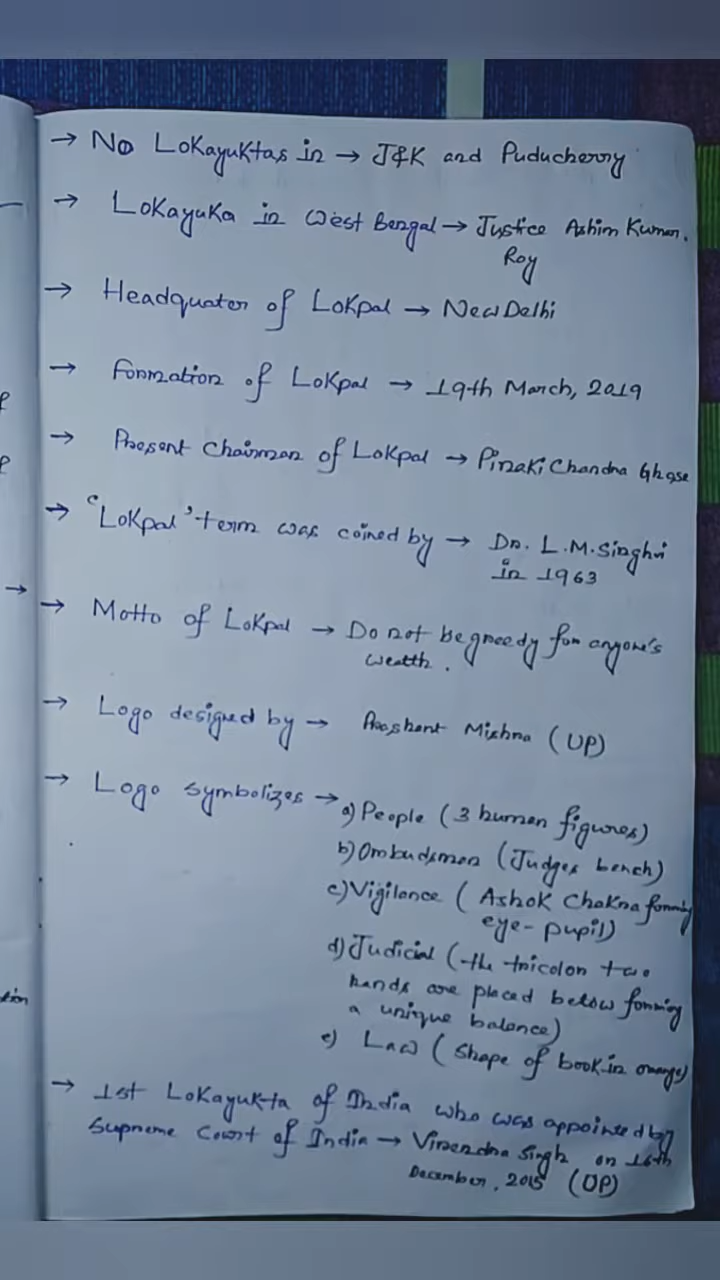 → No Lokayuktas in → J&K and Puducherry
→ Lokayuka in West Bengal → Justice Ashim Kumar.
Roy
→ Headquater of Lokpal → New Delhi
→ Formation of Lokpal → 19th March, 2019
→ Present Chairman of Lokpal → Pinaki Chandra Ghose
→ 'Lokpal' term was coined by → Dr. L.M. Singhvi
in 1963
→ Motto of Lokpal → Do not be greedy for anyone's
wealth.
→ Logo designed by → Prashant Mishra (UP)
→ Logo symbolizes → a) People (3 human figures)
b) Ombudsman (Judges bench)
c) Vigilance (Ashok Chakra forming
eye-pupil)
d) Judicial (the tricolor two
hands are placed below forming
a unique balance)
e) Law (Shape of book in orange)
→ 1st Lokayukta of India who was appointed by
Supreme Court of India → Virendra Singh on 16th
December, 2015 (UP)